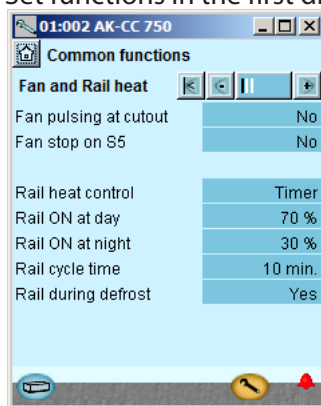 Set functions in the first di
01:002 AK-CC 750
Common functions
Fan and Rail heat
Fan pulsing at cutout No
Fan stop on S5 No
Rail heat control Timer
Rail ON at day 70 %
Rail ON at night 30 %
Rail cycle time 10 min.
Rail during defrost Yes